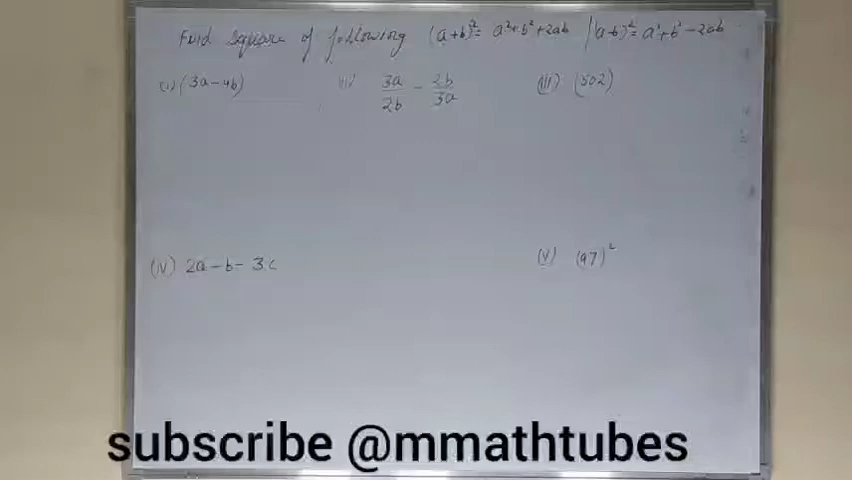 Find square of following (a+b)²= a²+b²+2ab /(a-b)²= a²+b²-2ab
(i) (3a-4b) (ii) 3a/2b - 2b/3a (iii) (502)
(iv) 2a-b-3c (v) (97)²
subscribe @mmathtubes